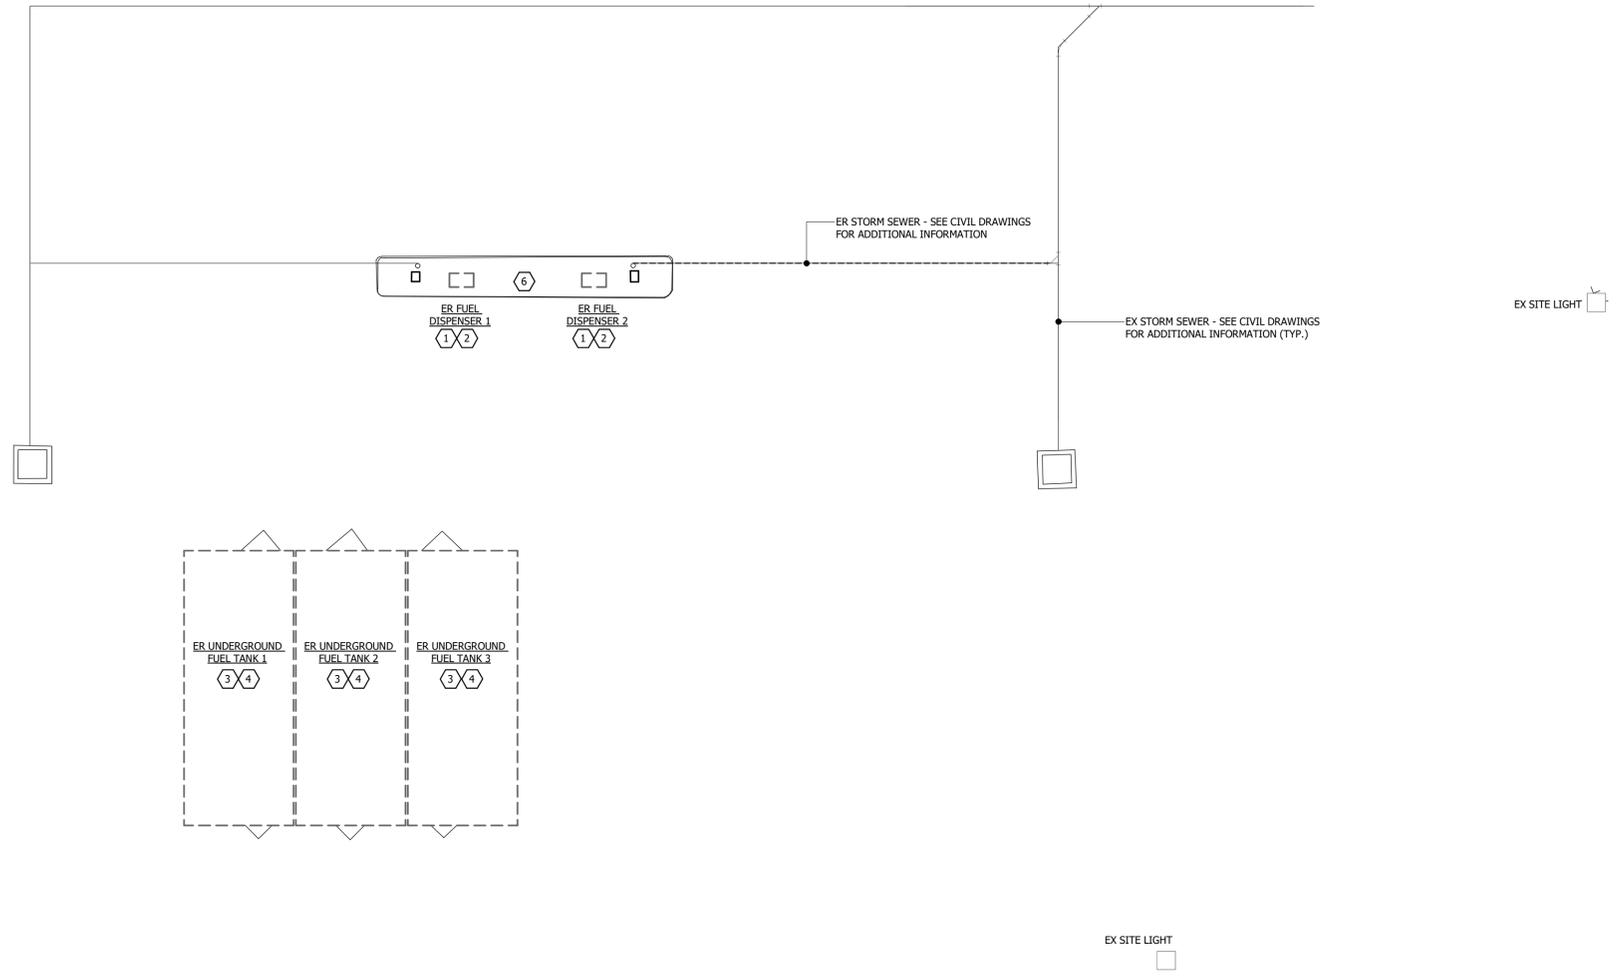 ER STORM SEWER - SEE CIVIL DRAWINGS
FOR ADDITIONAL INFORMATION
6
ER FUEL
DISPENSER 1
1 2
ER FUEL
DISPENSER 2
1 2
EX SITE LIGHT
EX STORM SEWER - SEE CIVIL DRAWINGS
FOR ADDITIONAL INFORMATION (TYP.)
ER UNDERGROUND
FUEL TANK 1
3 4
ER UNDERGROUND
FUEL TANK 2
3 4
ER UNDERGROUND
FUEL TANK 3
3 4
EX SITE LIGHT